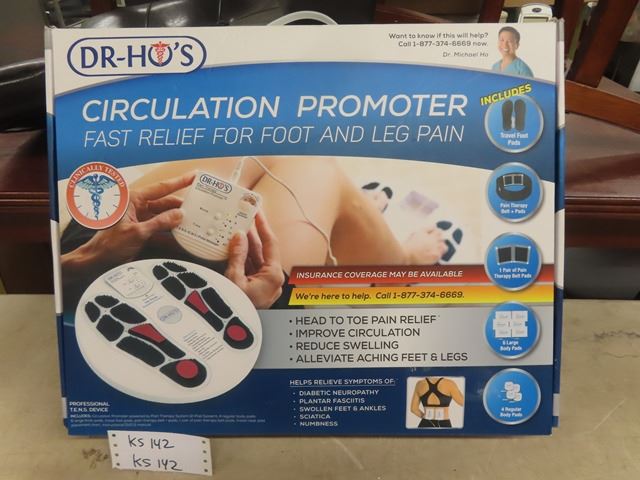 DR-HO'S
Want to know if this will help?
Call 1-877-374-6669 now.
Dr. Michael Ho
CIRCULATION PROMOTER
FAST RELIEF FOR FOOT AND LEG PAIN
INCLUDES
Travel Foot
Pads
CLINICALLY TESTED
DR-HO'S
Pain Therapy
Belt + Pads
1 Pair of Pain
Therapy Belt Pads
INSURANCE COVERAGE MAY BE AVAILABLE
We're here to help. Call 1-877-374-6669.
DR-HO'S
• HEAD TO TOE PAIN RELIEF
• IMPROVE CIRCULATION
• REDUCE SWELLING
• ALLEVIATE ACHING FEET & LEGS
6 Large
Body Pads
HELPS RELIEVE SYMPTOMS OF:
• DIABETIC NEUROPATHY
• PLANTAR FASCIITIS
• SWOLLEN FEET & ANKLES
• SCIATICA
• NUMBNESS
4 Regular
Body Pads
PROFESSIONAL
T.E.N.S. DEVICE
KS 142
KS 142